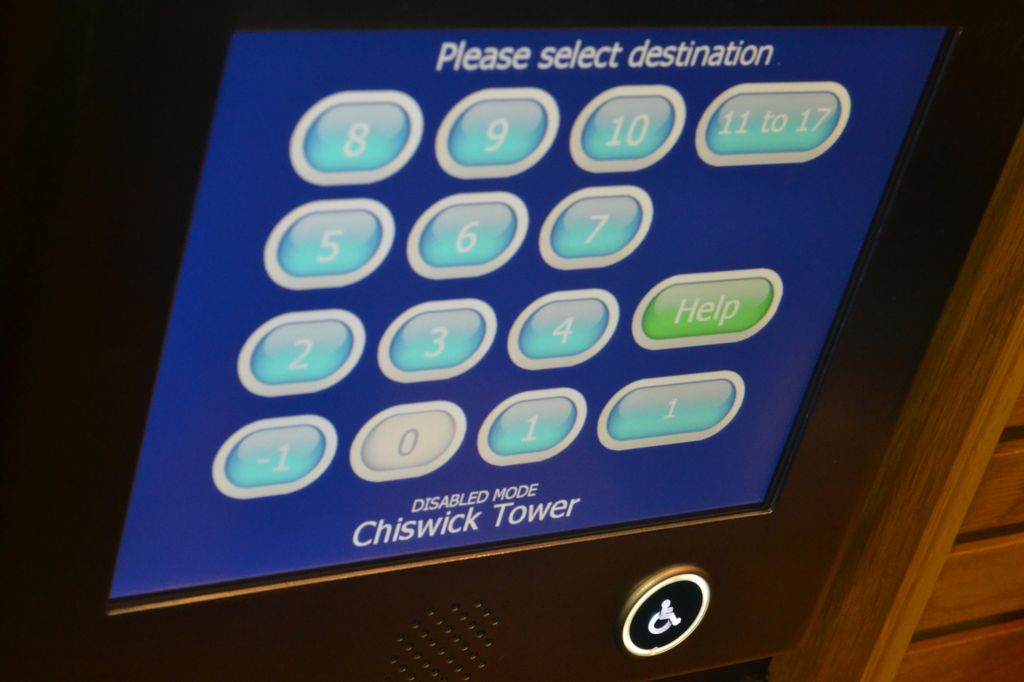 Please select destination
8 9 10 11 to 17
5 6 7
2 3 4 Help
-1 0 1 1
DISABLED MODE
Chiswick Tower